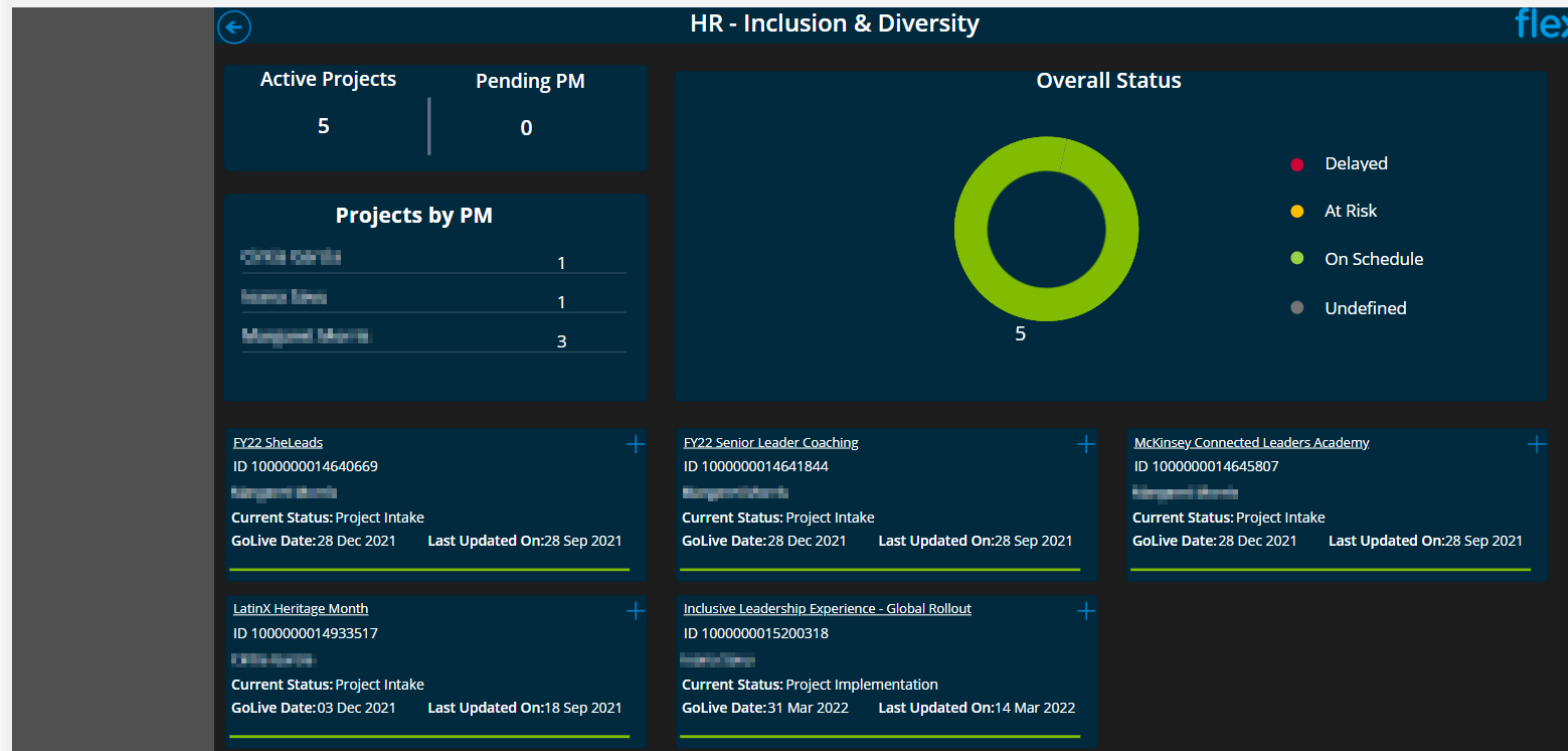 HR - Inclusion & Diversity
flex
Active Projects
Pending PM
5
0
Overall Status
Delayed
At Risk
On Schedule
Undefined
5
Projects by PM
1
1
3
FY22 SheLeads
ID 1000000014640669
Current Status: Project Intake
GoLive Date: 28 Dec 2021 Last Updated On: 28 Sep 2021
FY22 Senior Leader Coaching
ID 1000000014641844
Current Status: Project Intake
GoLive Date: 28 Dec 2021 Last Updated On: 28 Sep 2021
McKinsey Connected Leaders Academy
ID 1000000014645807
Current Status: Project Intake
GoLive Date: 28 Dec 2021 Last Updated On: 28 Sep 2021
LatinX Heritage Month
ID 1000000014933517
Current Status: Project Intake
GoLive Date: 03 Dec 2021 Last Updated On: 18 Sep 2021
Inclusive Leadership Experience - Global Rollout
ID 1000000015200318
Current Status: Project Implementation
GoLive Date: 31 Mar 2022 Last Updated On: 14 Mar 2022